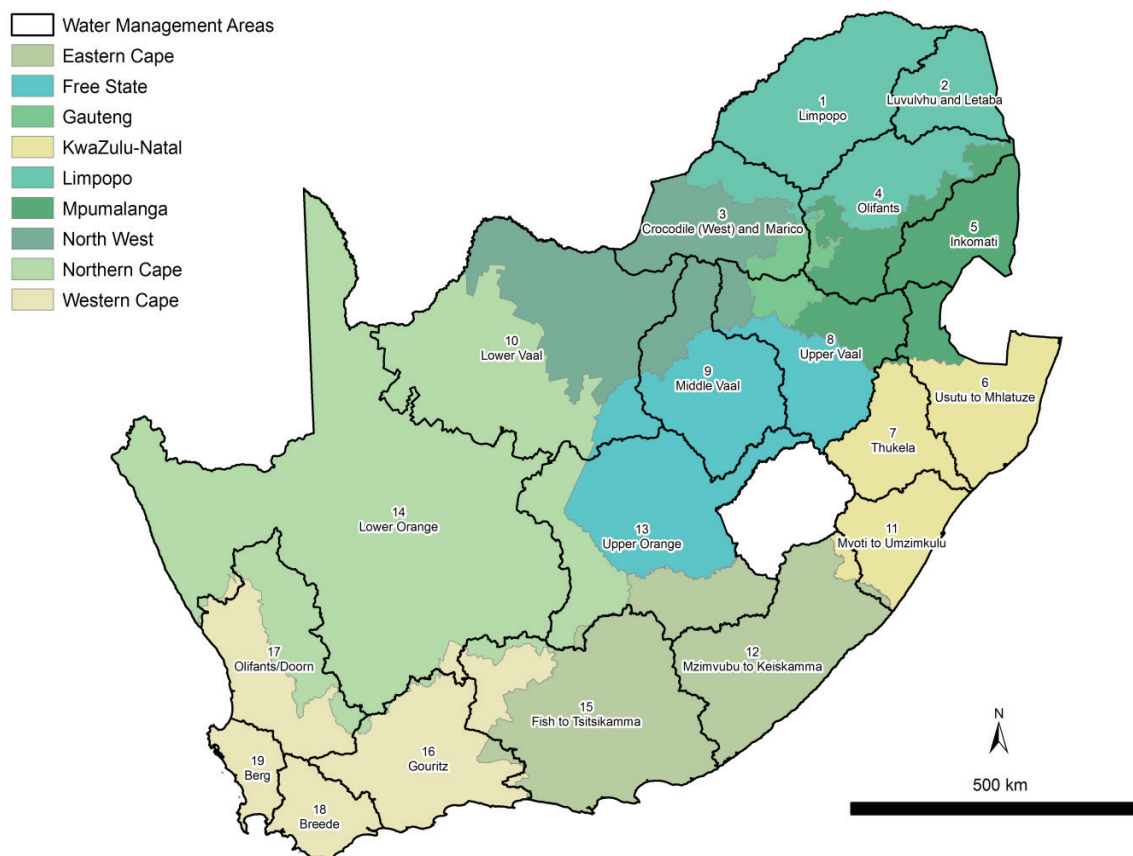 Water Management Areas
Eastern Cape
Free State
Gauteng
KwaZulu-Natal
Limpopo
Mpumalanga
North West
Northern Cape
Western Cape
1
Limpopo
2
Luvulvhu and Letaba
3
Crocodile (West) and Marico
4
Olifants
5
Inkomati
6
Usutu to Mhlatuze
7
Thukela
8
Upper Vaal
9
Middle Vaal
10
Lower Vaal
11
Mvoti to Umzimkulu
12
Mzimvubu to Keiskamma
13
Upper Orange
14
Lower Orange
15
Fish to Tsitsikamma
16
Gouritz
17
Olifants/Doorn
18
Breede
19
Berg
N
500 km